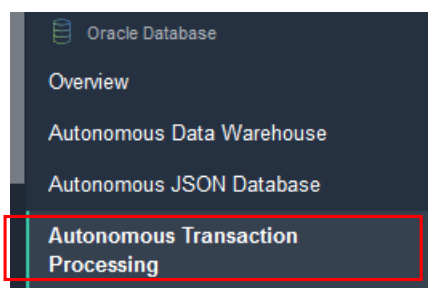 Oracle Database
Overview
Autonomous Data Warehouse
Autonomous JSON Database
Autonomous Transaction
Processing